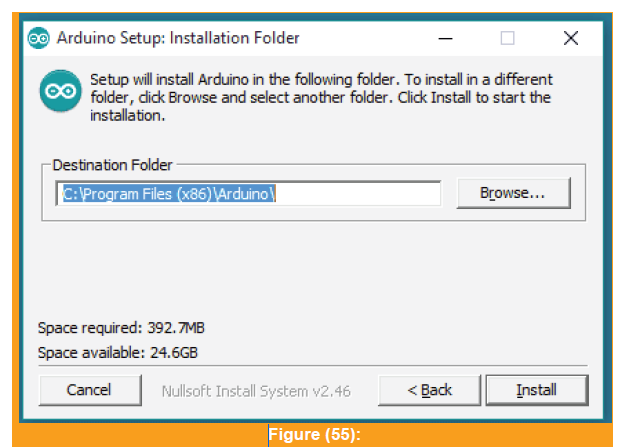 Arduino Setup: Installation Folder
Setup will install Arduino in the following folder. To install in a different
folder, click Browse and select another folder. Click Install to start the
installation.
Destination Folder
C:\Program Files (x86)\Arduino\
Browse...
Space required: 392.7MB
Space available: 24.6GB
Cancel
Nullsoft Install System v2.46
< Back
Install
Figure (55):